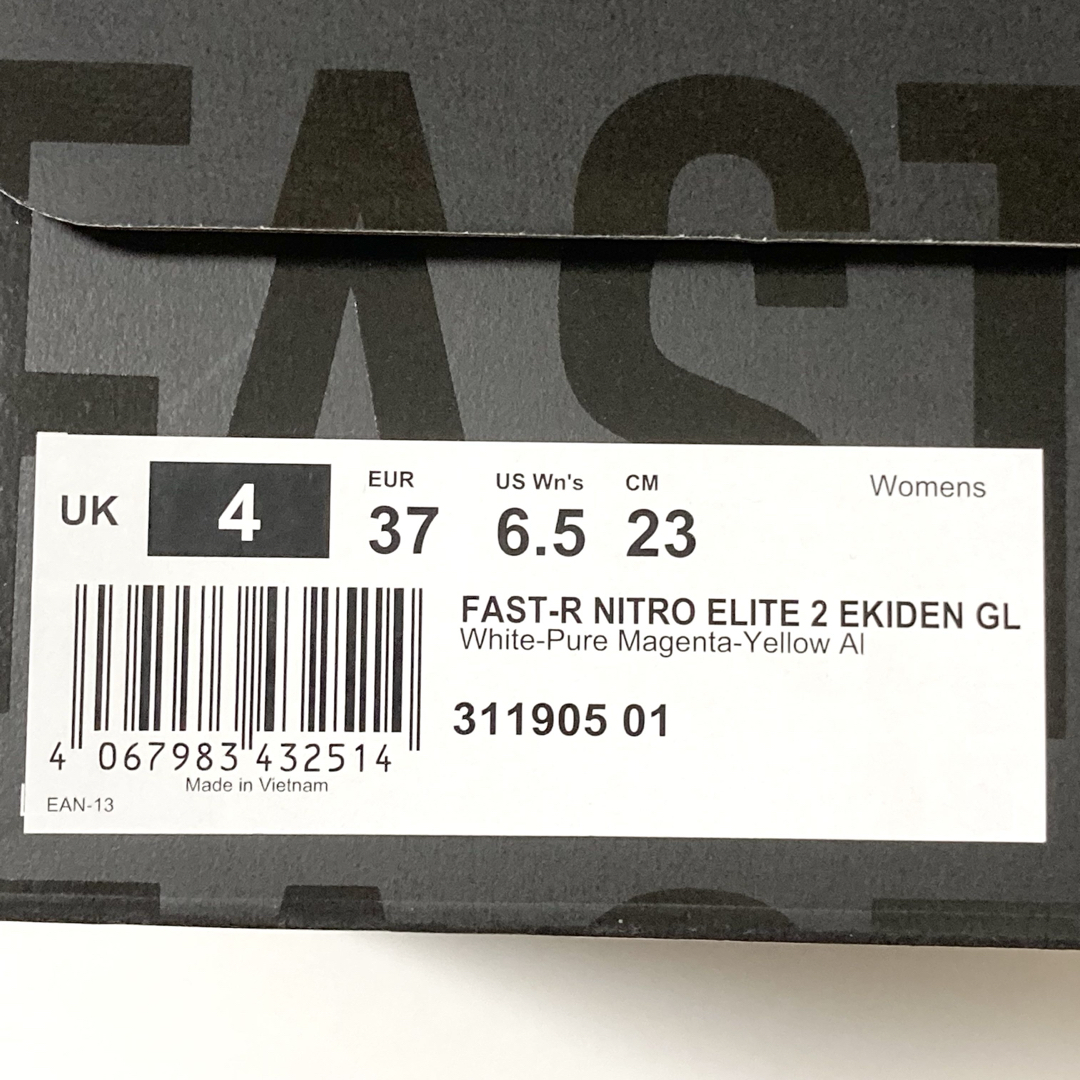 FAST
UK 4
EUR 37
US Wn's 6.5
CM 23
Womens
FAST-R NITRO ELITE 2 EKIDEN GL
White-Pure Magenta-Yellow Al
311905 01
4 067983 432514
Made in Vietnam
EAN-13